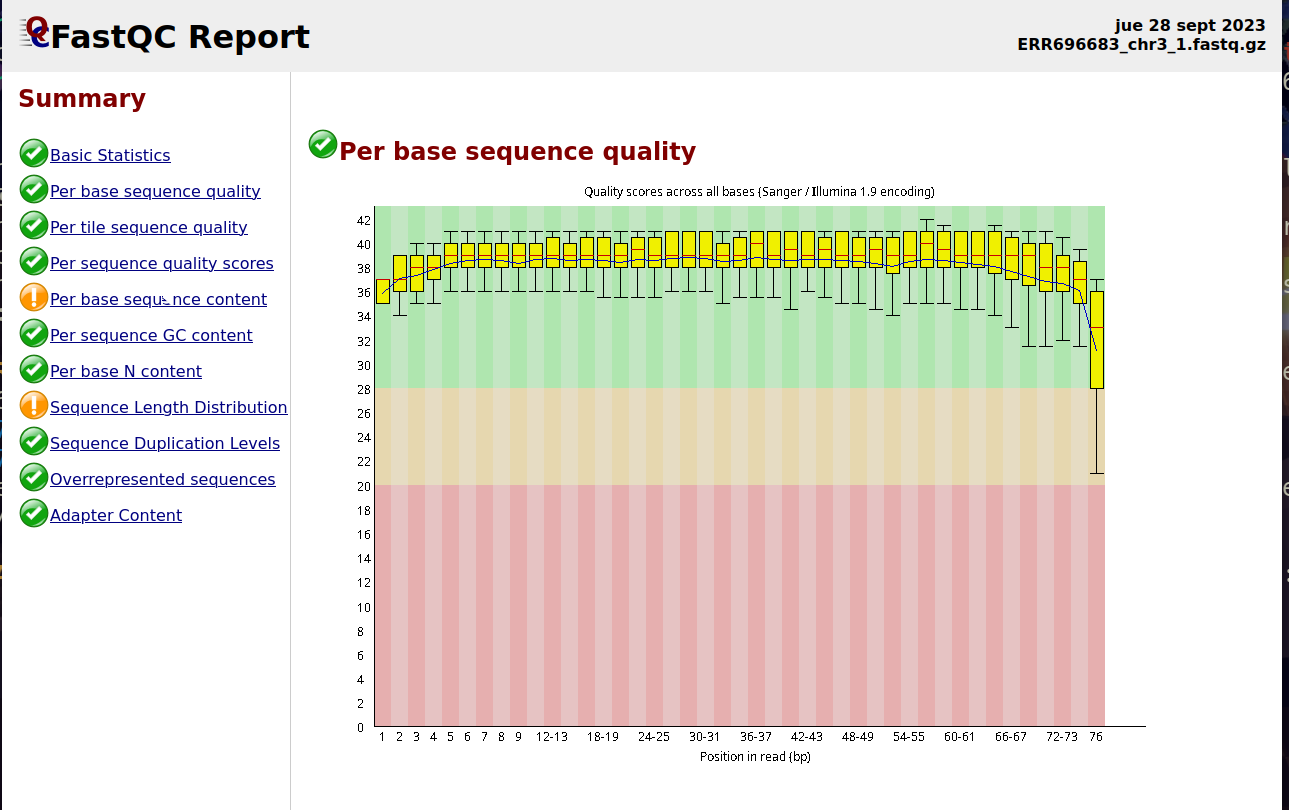 FastQC Report
jue 28 sept 2023
ERR696683_chr3_1.fastq.gz
Summary
Basic Statistics
Per base sequence quality
Per tile sequence quality
Per sequence quality scores
Per base sequence content
Per sequence GC content
Per base N content
Sequence Length Distribution
Sequence Duplication Levels
Overrepresented sequences
Adapter Content
Per base sequence quality
Quality scores across all bases (Sanger / Illumina 1.9 encoding)
42
40
38
36
34
32
30
28
26
24
22
20
18
16
14
12
10
8
6
4
2
0
1 2 3 4 5 6 7 8 9 12-13 18-19 24-25 30-31 36-37 42-43 48-49 54-55 60-61 66-67 72-73 76
Position in read (bp)